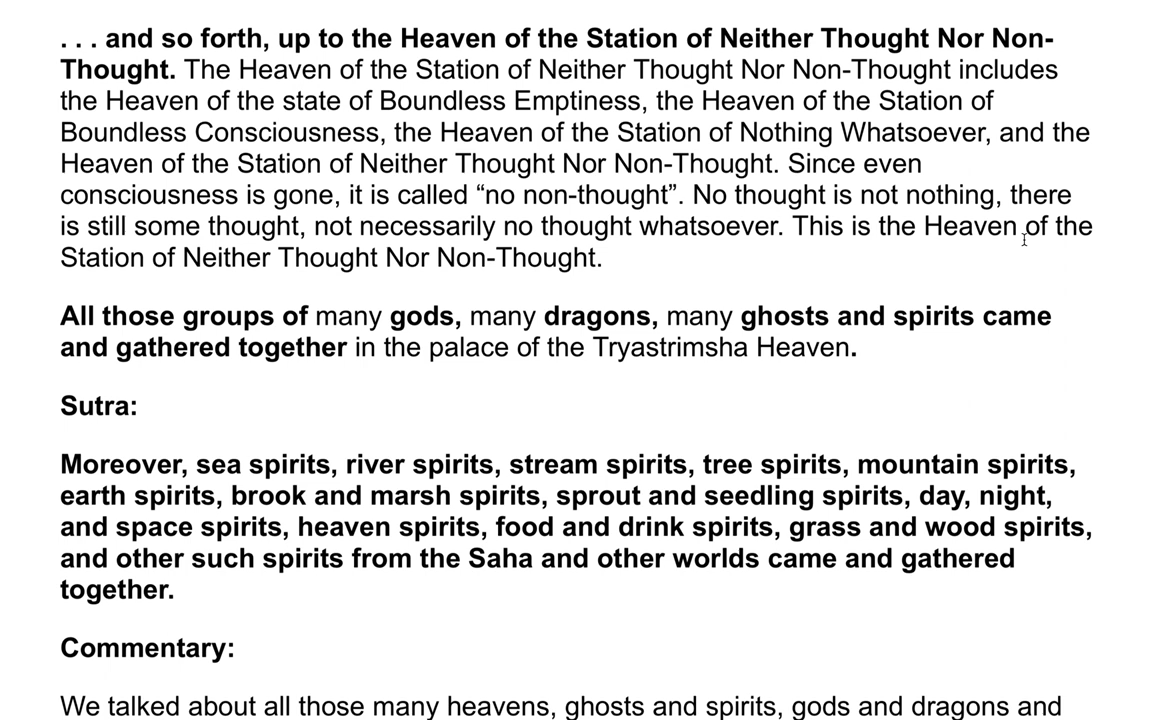 . . . and so forth, up to the Heaven of the Station of Neither Thought Nor Non-
Thought. The Heaven of the Station of Neither Thought Nor Non-Thought includes
the Heaven of the state of Boundless Emptiness, the Heaven of the Station of
Boundless Consciousness, the Heaven of the Station of Nothing Whatsoever, and the
Heaven of the Station of Neither Thought Nor Non-Thought. Since even
consciousness is gone, it is called “no non-thought”. No thought is not nothing, there
is still some thought, not necessarily no thought whatsoever. This is the Heaven of the
Station of Neither Thought Nor Non-Thought.
All those groups of many gods, many dragons, many ghosts and spirits came
and gathered together in the palace of the Tryastrimsha Heaven.
Sutra:
Moreover, sea spirits, river spirits, stream spirits, tree spirits, mountain spirits,
earth spirits, brook and marsh spirits, sprout and seedling spirits, day, night,
and space spirits, heaven spirits, food and drink spirits, grass and wood spirits,
and other such spirits from the Saha and other worlds came and gathered
together.
Commentary:
We talked about all those many heavens, ghosts and spirits, gods and dragons and